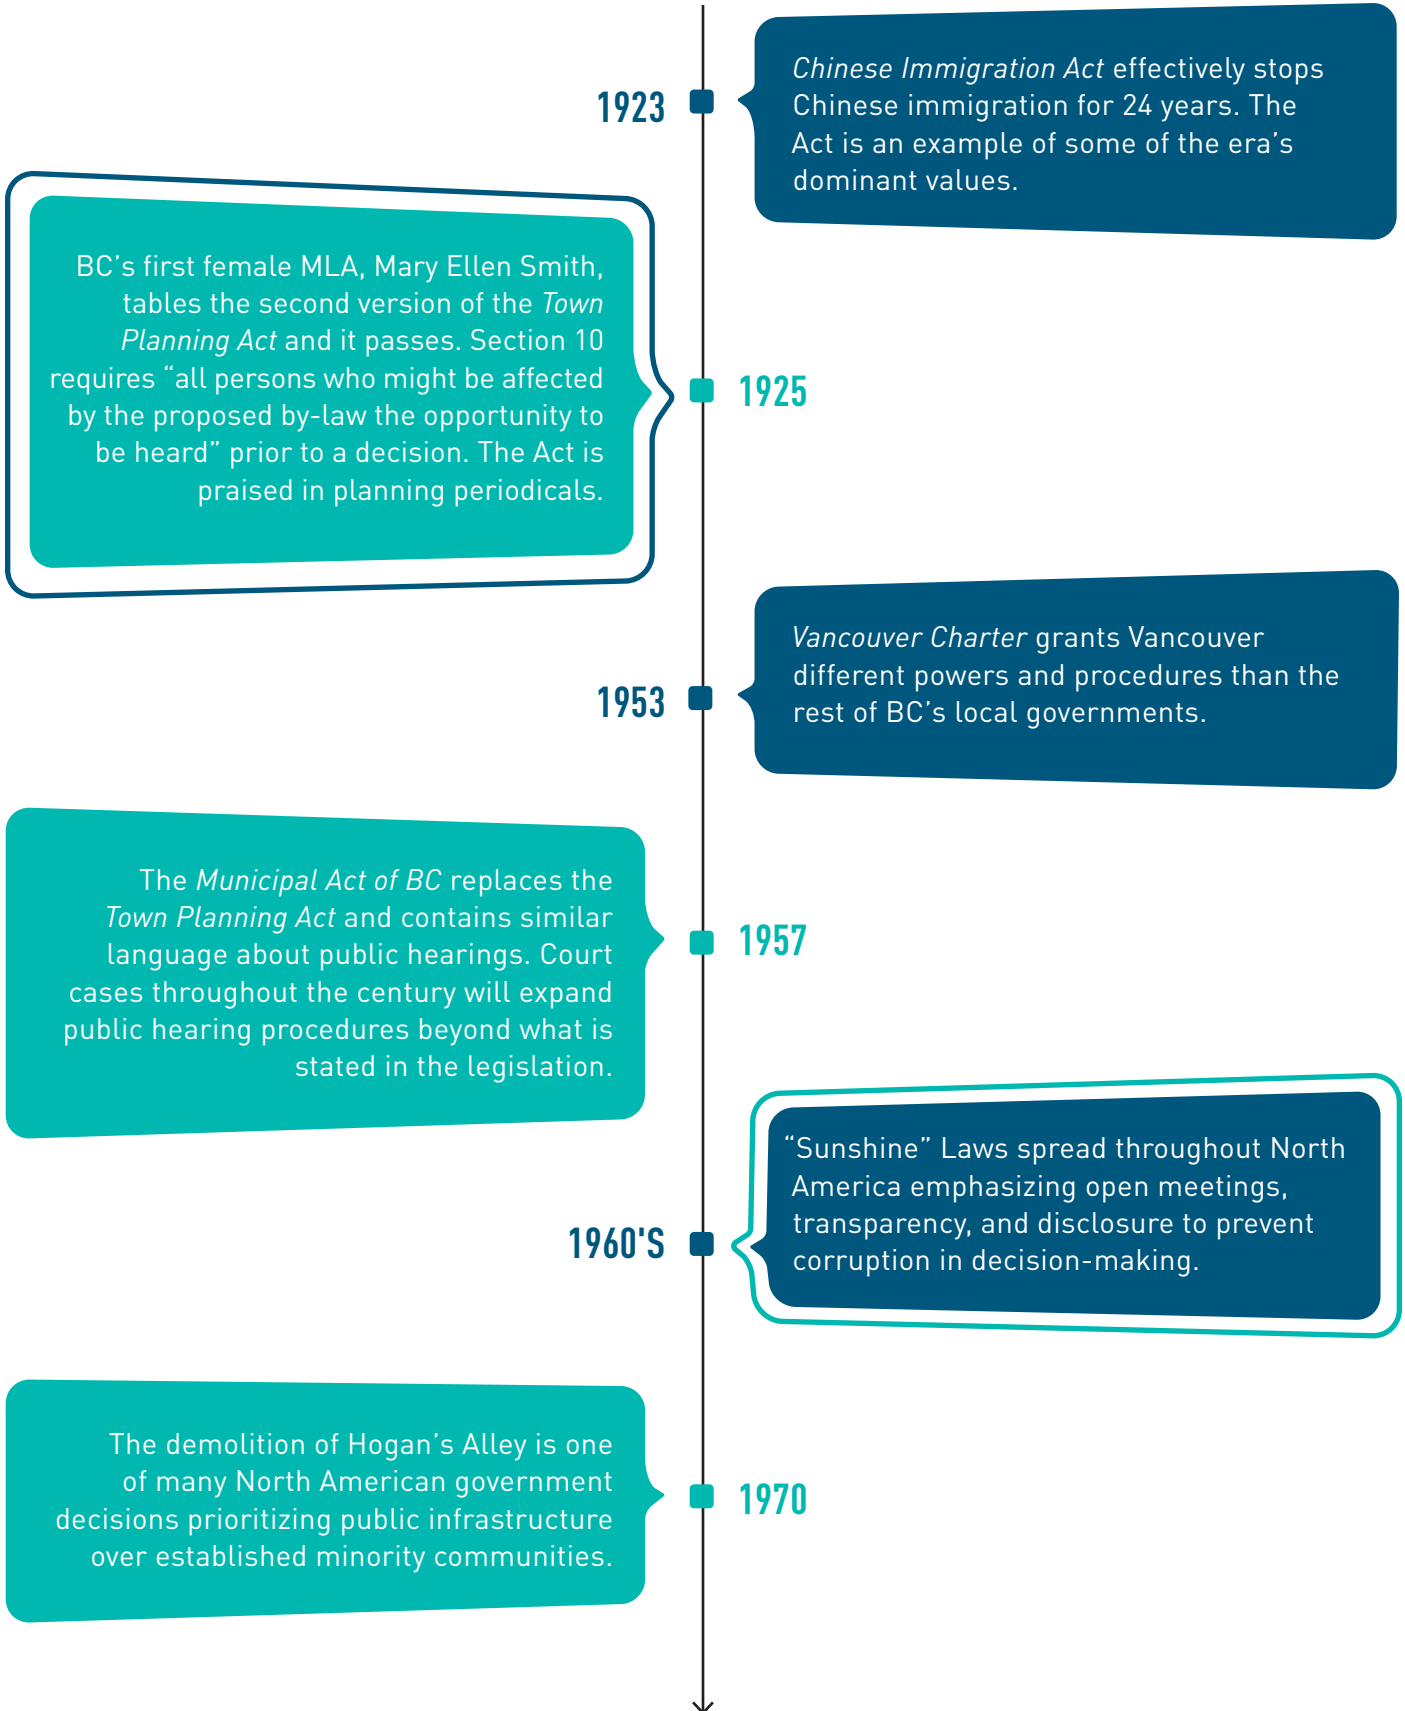 1923
Chinese Immigration Act effectively stops
Chinese immigration for 24 years. The
Act is an example of some of the era’s
dominant values.
BC’s first female MLA, Mary Ellen Smith,
tables the second version of the Town
Planning Act and it passes. Section 10
requires “all persons who might be affected
by the proposed by-law the opportunity to
be heard” prior to a decision. The Act is
praised in planning periodicals.
1925
1953
Vancouver Charter grants Vancouver
different powers and procedures than the
rest of BC’s local governments.
The Municipal Act of BC replaces the
Town Planning Act and contains similar
language about public hearings. Court
cases throughout the century will expand
public hearing procedures beyond what is
stated in the legislation.
1957
1960'S
“Sunshine” Laws spread throughout North
America emphasizing open meetings,
transparency, and disclosure to prevent
corruption in decision-making.
The demolition of Hogan’s Alley is one
of many North American government
decisions prioritizing public infrastructure
over established minority communities.
1970